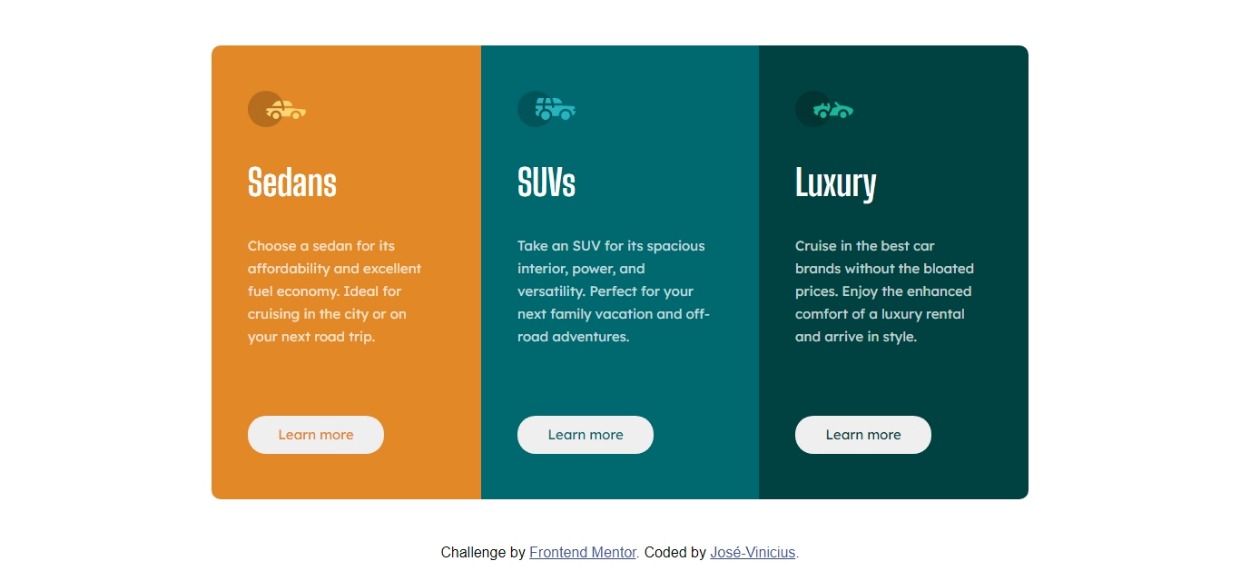 Sedans
Choose a sedan for its
affordability and excellent
fuel economy. Ideal for
cruising in the city or on
your next road trip.
Learn more
SUVs
Take an SUV for its spacious
interior, power, and
versatility. Perfect for your
next family vacation and off-
road adventures.
Learn more
Luxury
Cruise in the best car
brands without the bloated
prices. Enjoy the enhanced
comfort of a luxury rental
and arrive in style.
Learn more
Challenge by Frontend Mentor. Coded by José-Vinicius.